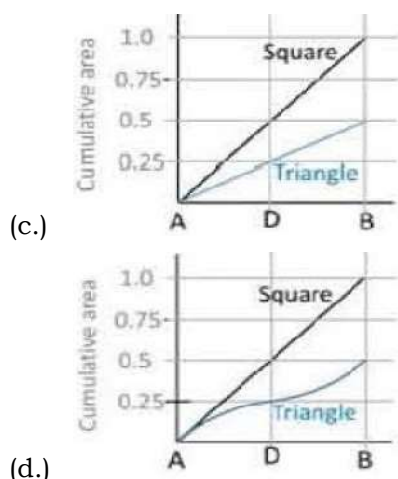 Cumulative area
1.0
Square
0.75
0.5
0.25
Triangle
A D B
(c.)
Cumulative area
1.0
Square
0.75
0.5
0.25
Triangle
A D B
(d.)